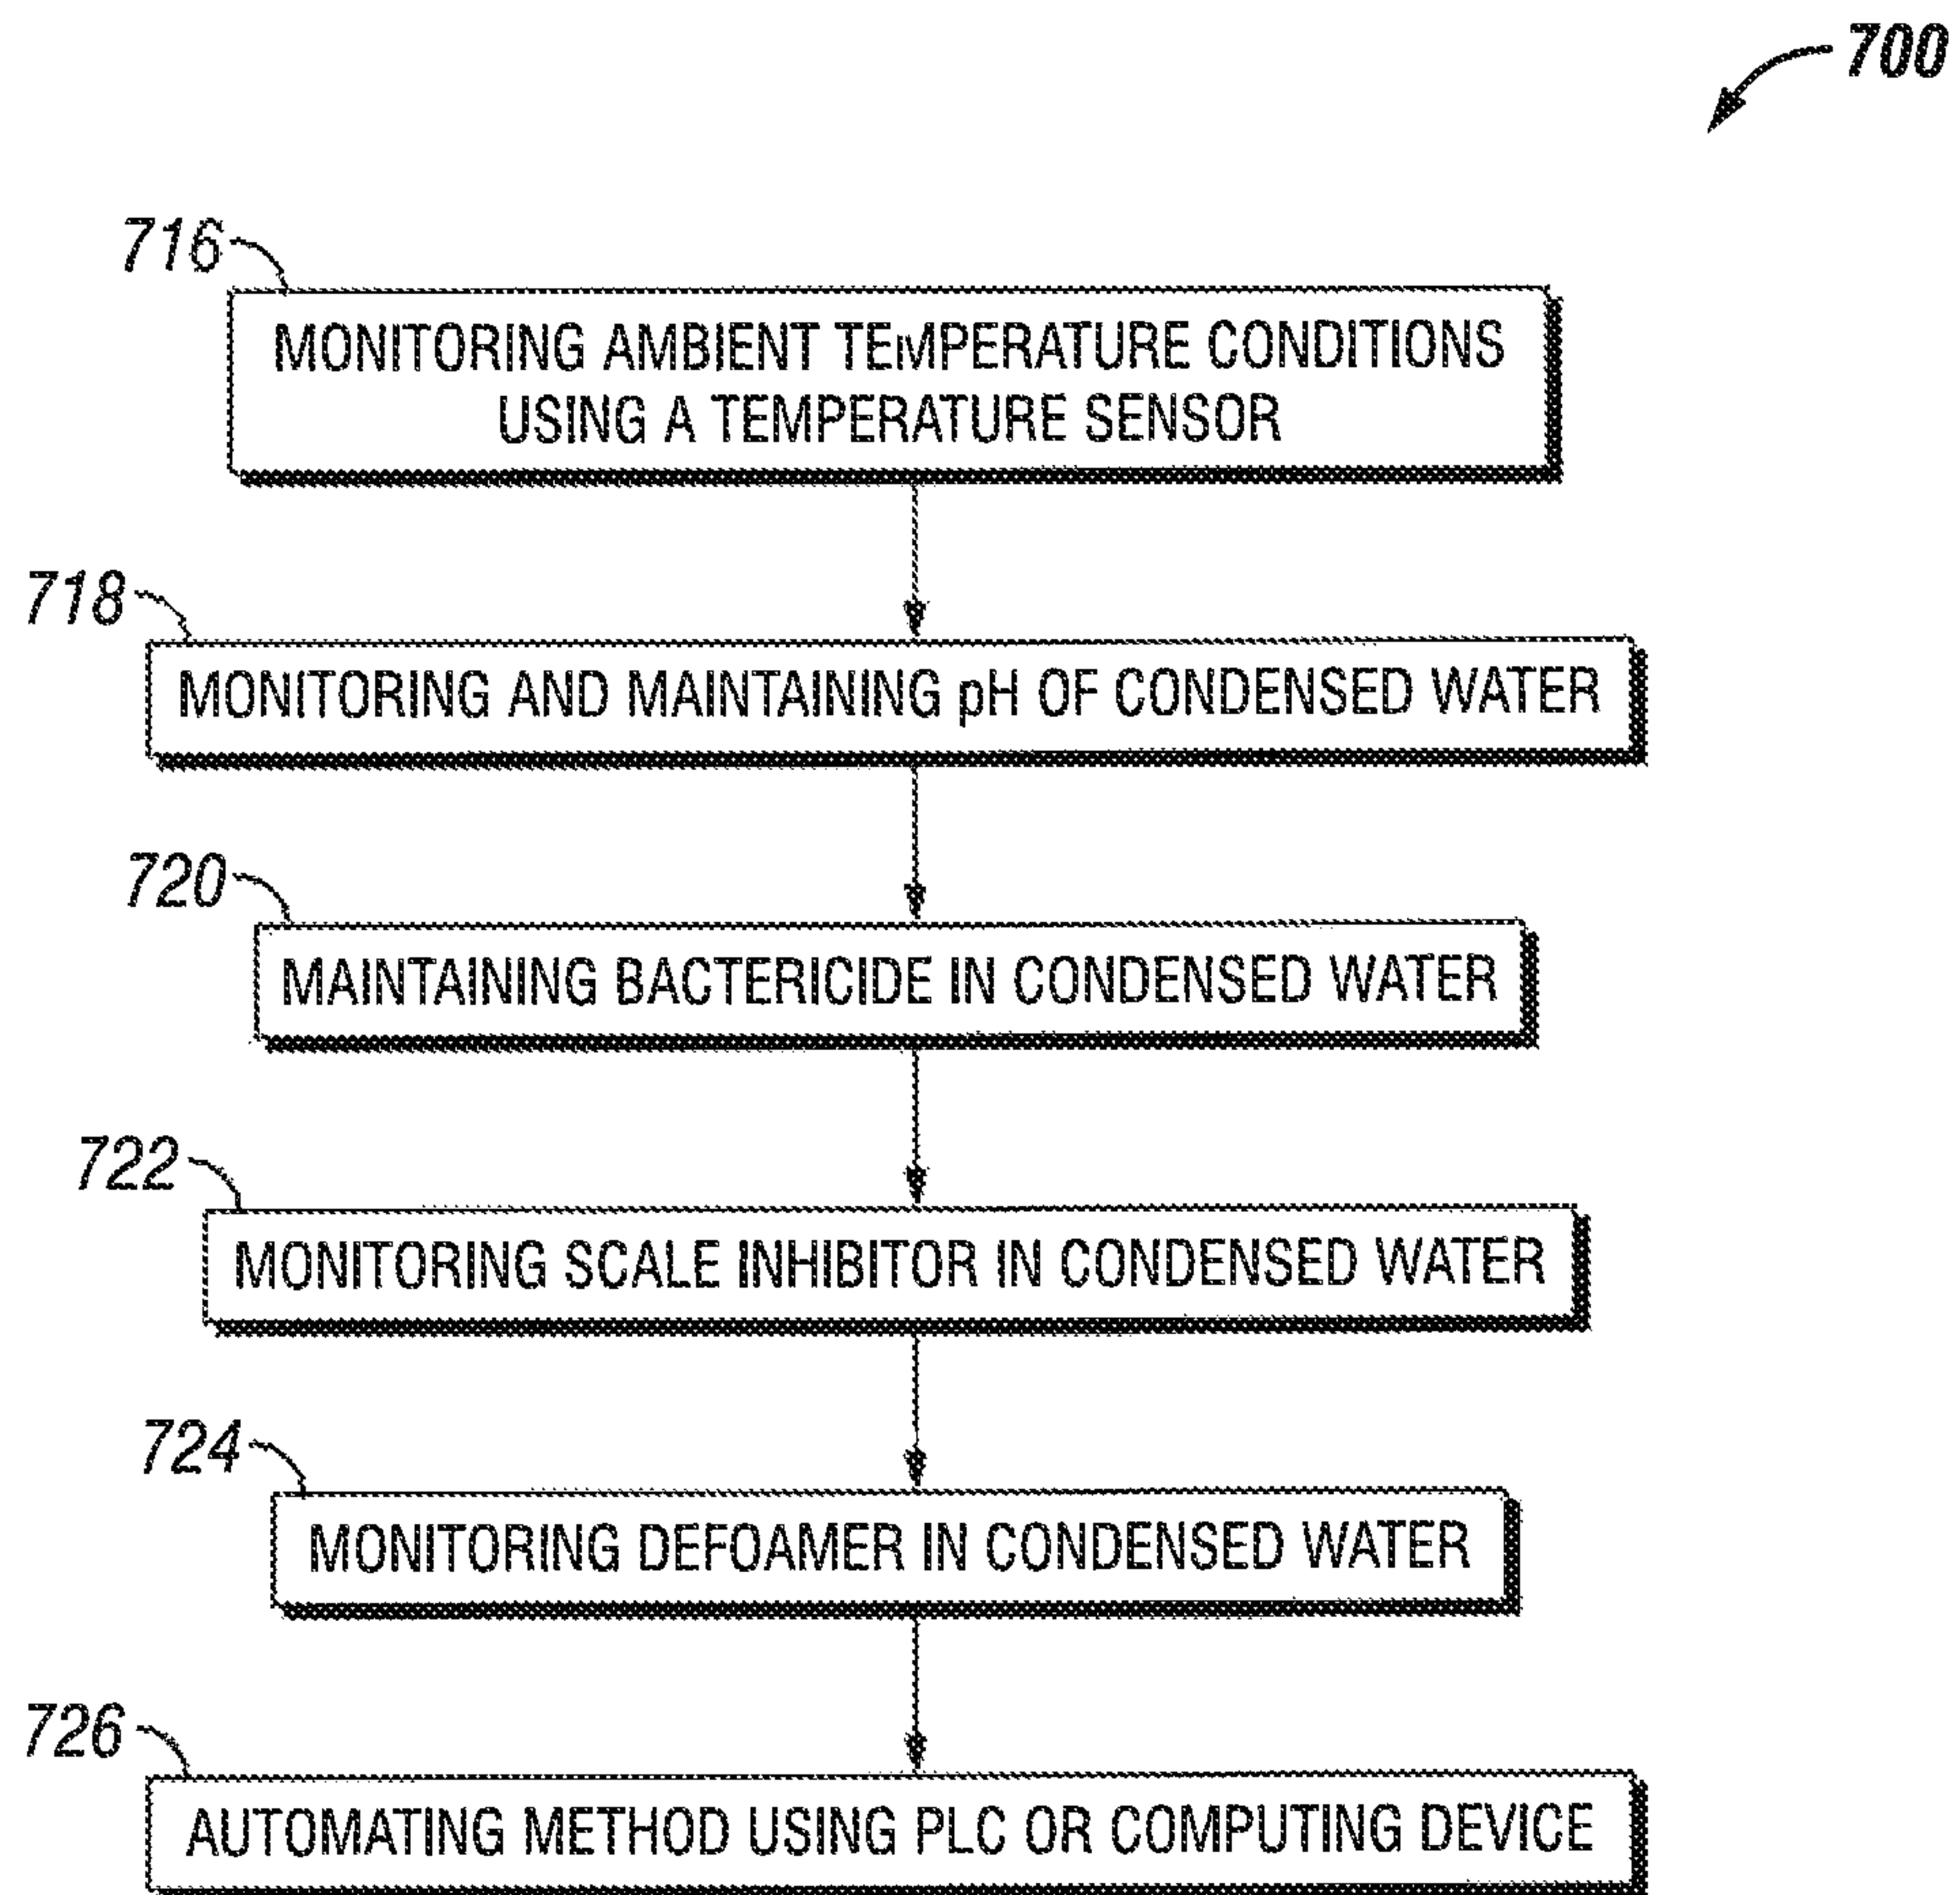 700
716
MONITORING AMBIENT TEMPERATURE CONDITIONS
USING A TEMPERATURE SENSOR
718
MONITORING AND MAINTAINING pH OF CONDENSED WATER
720
MAINTAINING BACTERICIDE IN CONDENSED WATER
722
MONITORING SCALE INHIBITOR IN CONDENSED WATER
724
MONITORING DEFOAMER IN CONDENSED WATER
726
AUTOMATING METHOD USING PLC OR COMPUTING DEVICE